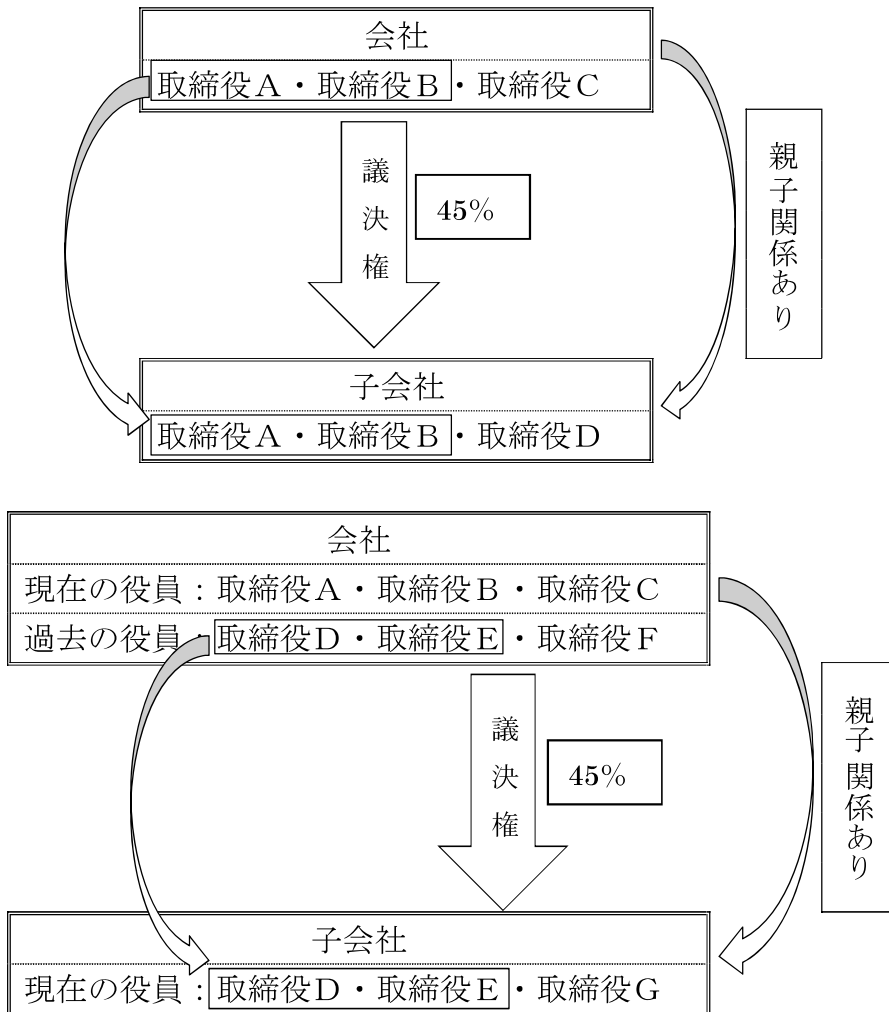 会社
取締役A・取締役B・取締役C
議決権
45%
親子関係あり
子会社
取締役A・取締役B・取締役D
会社
現在の役員：取締役A・取締役B・取締役C
過去の役員：取締役D・取締役E・取締役F
議決権
45%
親子関係あり
子会社
現在の役員：取締役D・取締役E・取締役G